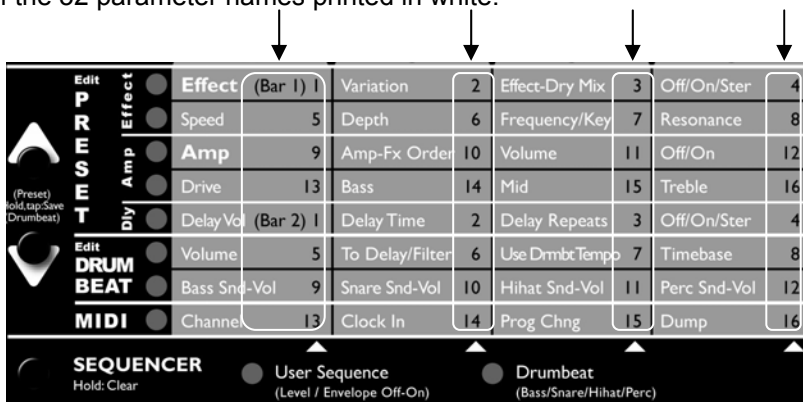 the 32 parameter names printed in white.
Edit PRESET Effect Effect (Bar 1) 1 Variation 2 Effect-Dry Mix 3 Off/On/Ster 4
Speed 5 Depth 6 Frequency/Key 7 Resonance 8
Amp Amp 9 Amp-Fx Order 10 Volume 11 Off/On 12
Drive 13 Bass 14 Mid 15 Treble 16
(Preset)
Hold,tap:Save
(Drumbeat)
Dly Delay Vol (Bar 2) 1 Delay Time 2 Delay Repeats 3 Off/On/Ster 4
Edit DRUM Volume 5 To Delay/Filter 6 Use Drmbt Tempo 7 Timebase 8
BEAT Bass Snd-Vol 9 Snare Snd-Vol 10 Hihat Snd-Vol 11 Perc Snd-Vol 12
MIDI Channel 13 Clock In 14 Prog Chng 15 Dump 16
SEQUENCER User Sequence Drumbeat
Hold: Clear (Level / Envelope Off-On) (Bass/Snare/Hihat/Perc)